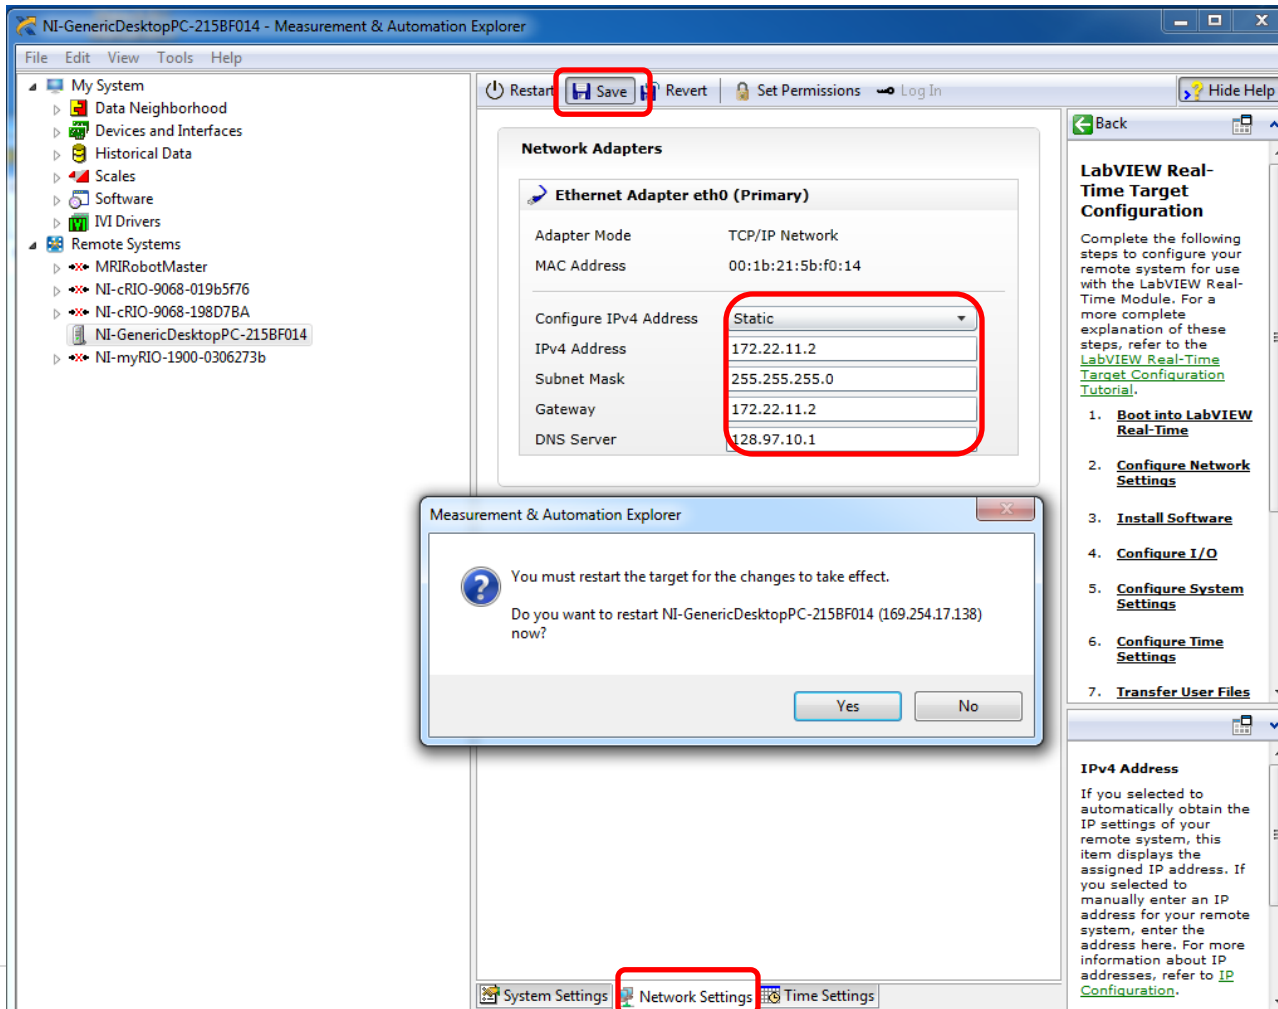 NI-GenericDesktopPC-215BF014 - Measurement & Automation Explorer
File Edit View Tools Help
My System
Data Neighborhood
Devices and Interfaces
Historical Data
Scales
Software
IVI Drivers
Remote Systems
MRIRobotMaster
NI-cRIO-9068-019b5f76
NI-cRIO-9068-198D7BA
NI-GenericDesktopPC-215BF014
NI-myRIO-1900-0306273b
Restart Save Revert Set Permissions Log In Hide Help
Network Adapters
Ethernet Adapter eth0 (Primary)
Adapter Mode TCP/IP Network
MAC Address 00:1b:21:5b:f0:14
Configure IPv4 Address Static
IPv4 Address 172.22.11.2
Subnet Mask 255.255.255.0
Gateway 172.22.11.2
DNS Server 128.97.10.1
Measurement & Automation Explorer
You must restart the target for the changes to take effect.
Do you want to restart NI-GenericDesktopPC-215BF014 (169.254.17.138)
now?
Yes No
System Settings Network Settings Time Settings
Back
LabVIEW Real-
Time Target
Configuration
Complete the following
steps to configure your
remote system for use
with the LabVIEW Real-
Time Module. For a
more complete
explanation of these
steps, refer to the
LabVIEW Real-Time
Target Configuration
Tutorial.
1. Boot into LabVIEW
Real-Time
2. Configure Network
Settings
3. Install Software
4. Configure I/O
5. Configure System
Settings
6. Configure Time
Settings
7. Transfer User Files
IPv4 Address
If you selected to
automatically obtain the
IP settings of your
remote system, this
item displays the
assigned IP address. If
you selected to
manually enter an IP
address for your remote
system, enter the
address here. For more
information about IP
addresses, refer to IP
Configuration.